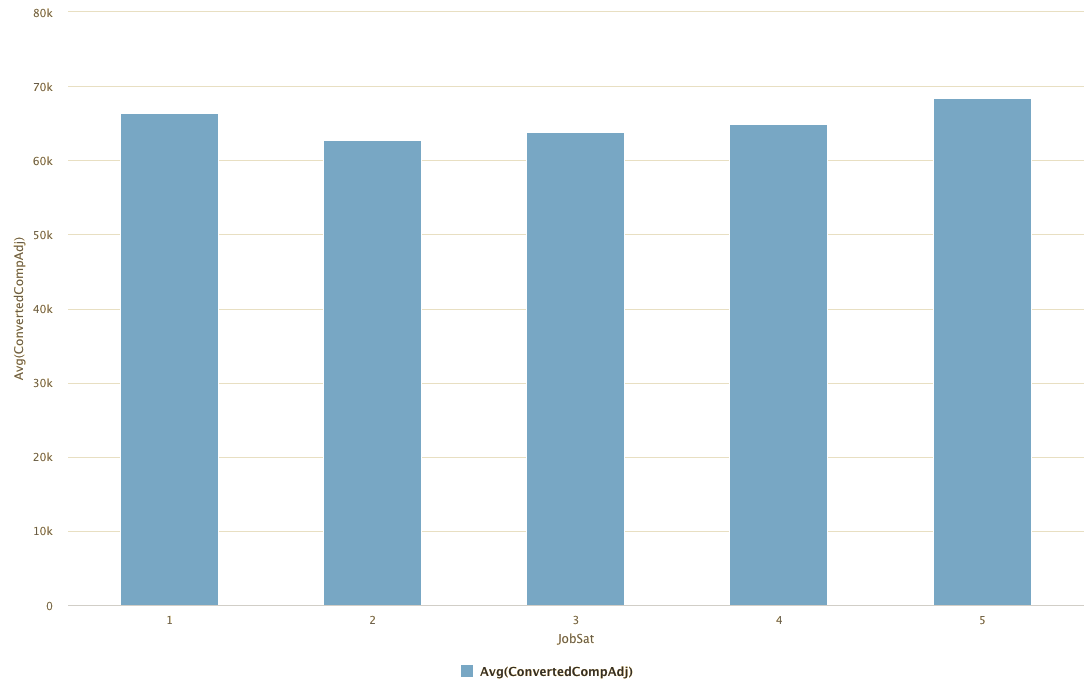 80k
70k
60k
50k
40k
30k
20k
10k
0
Avg(ConvertedCompAdj)
1 2 3 4 5
JobSat
Avg(ConvertedCompAdj)